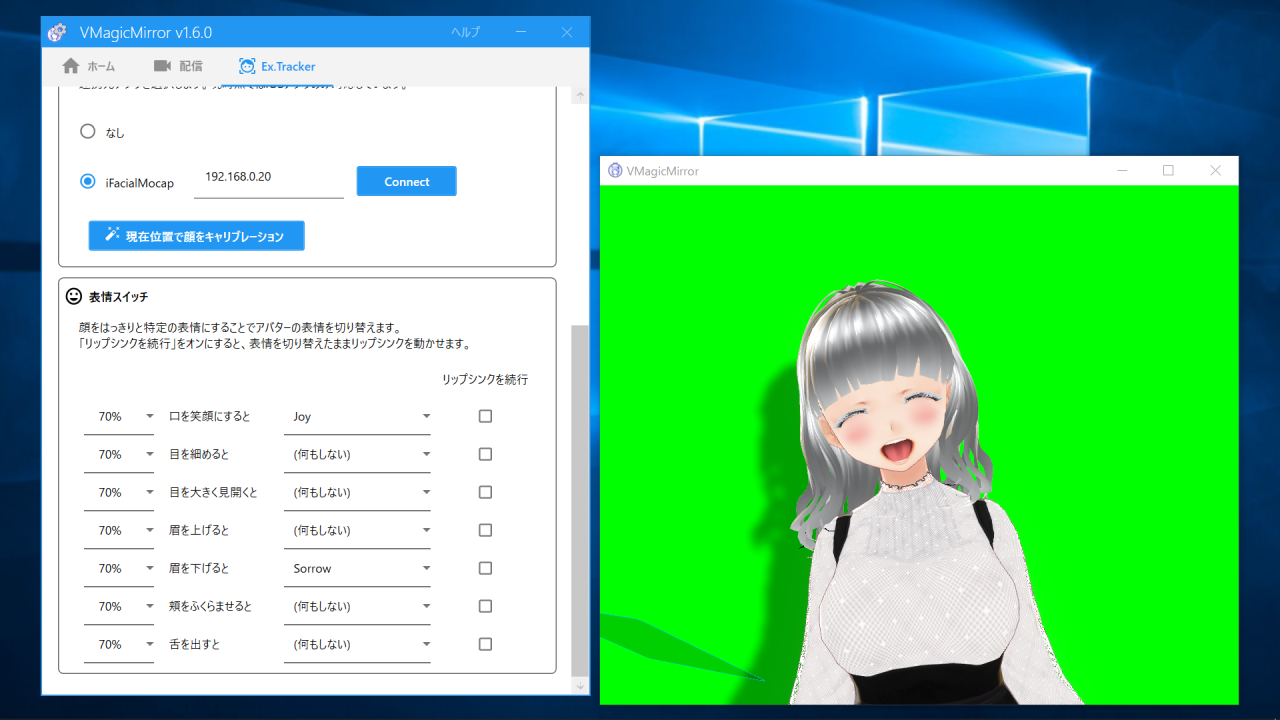 VMagicMirror v1.6.0
ヘルプ
ホーム
配信
Ex.Tracker
なし
iFacialMocap
192.168.0.20
Connect
現在位置で顔をキャリブレーション
表情スイッチ
顔をはっきりと特定の表情にすることでアバターの表情を切り替えます。
「リップシンクを続行」をオンにすると、表情を切り替えたままリップシンクを動かせます。
リップシンクを続行
70% 口を笑顔にすると Joy
70% 目を細めると (何もしない)
70% 目を大きく見開くと (何もしない)
70% 眉を上げると (何もしない)
70% 眉を下げると Sorrow
70% 頬をふくらませると (何もしない)
70% 舌を出すと (何もしない)
VMagicMirror